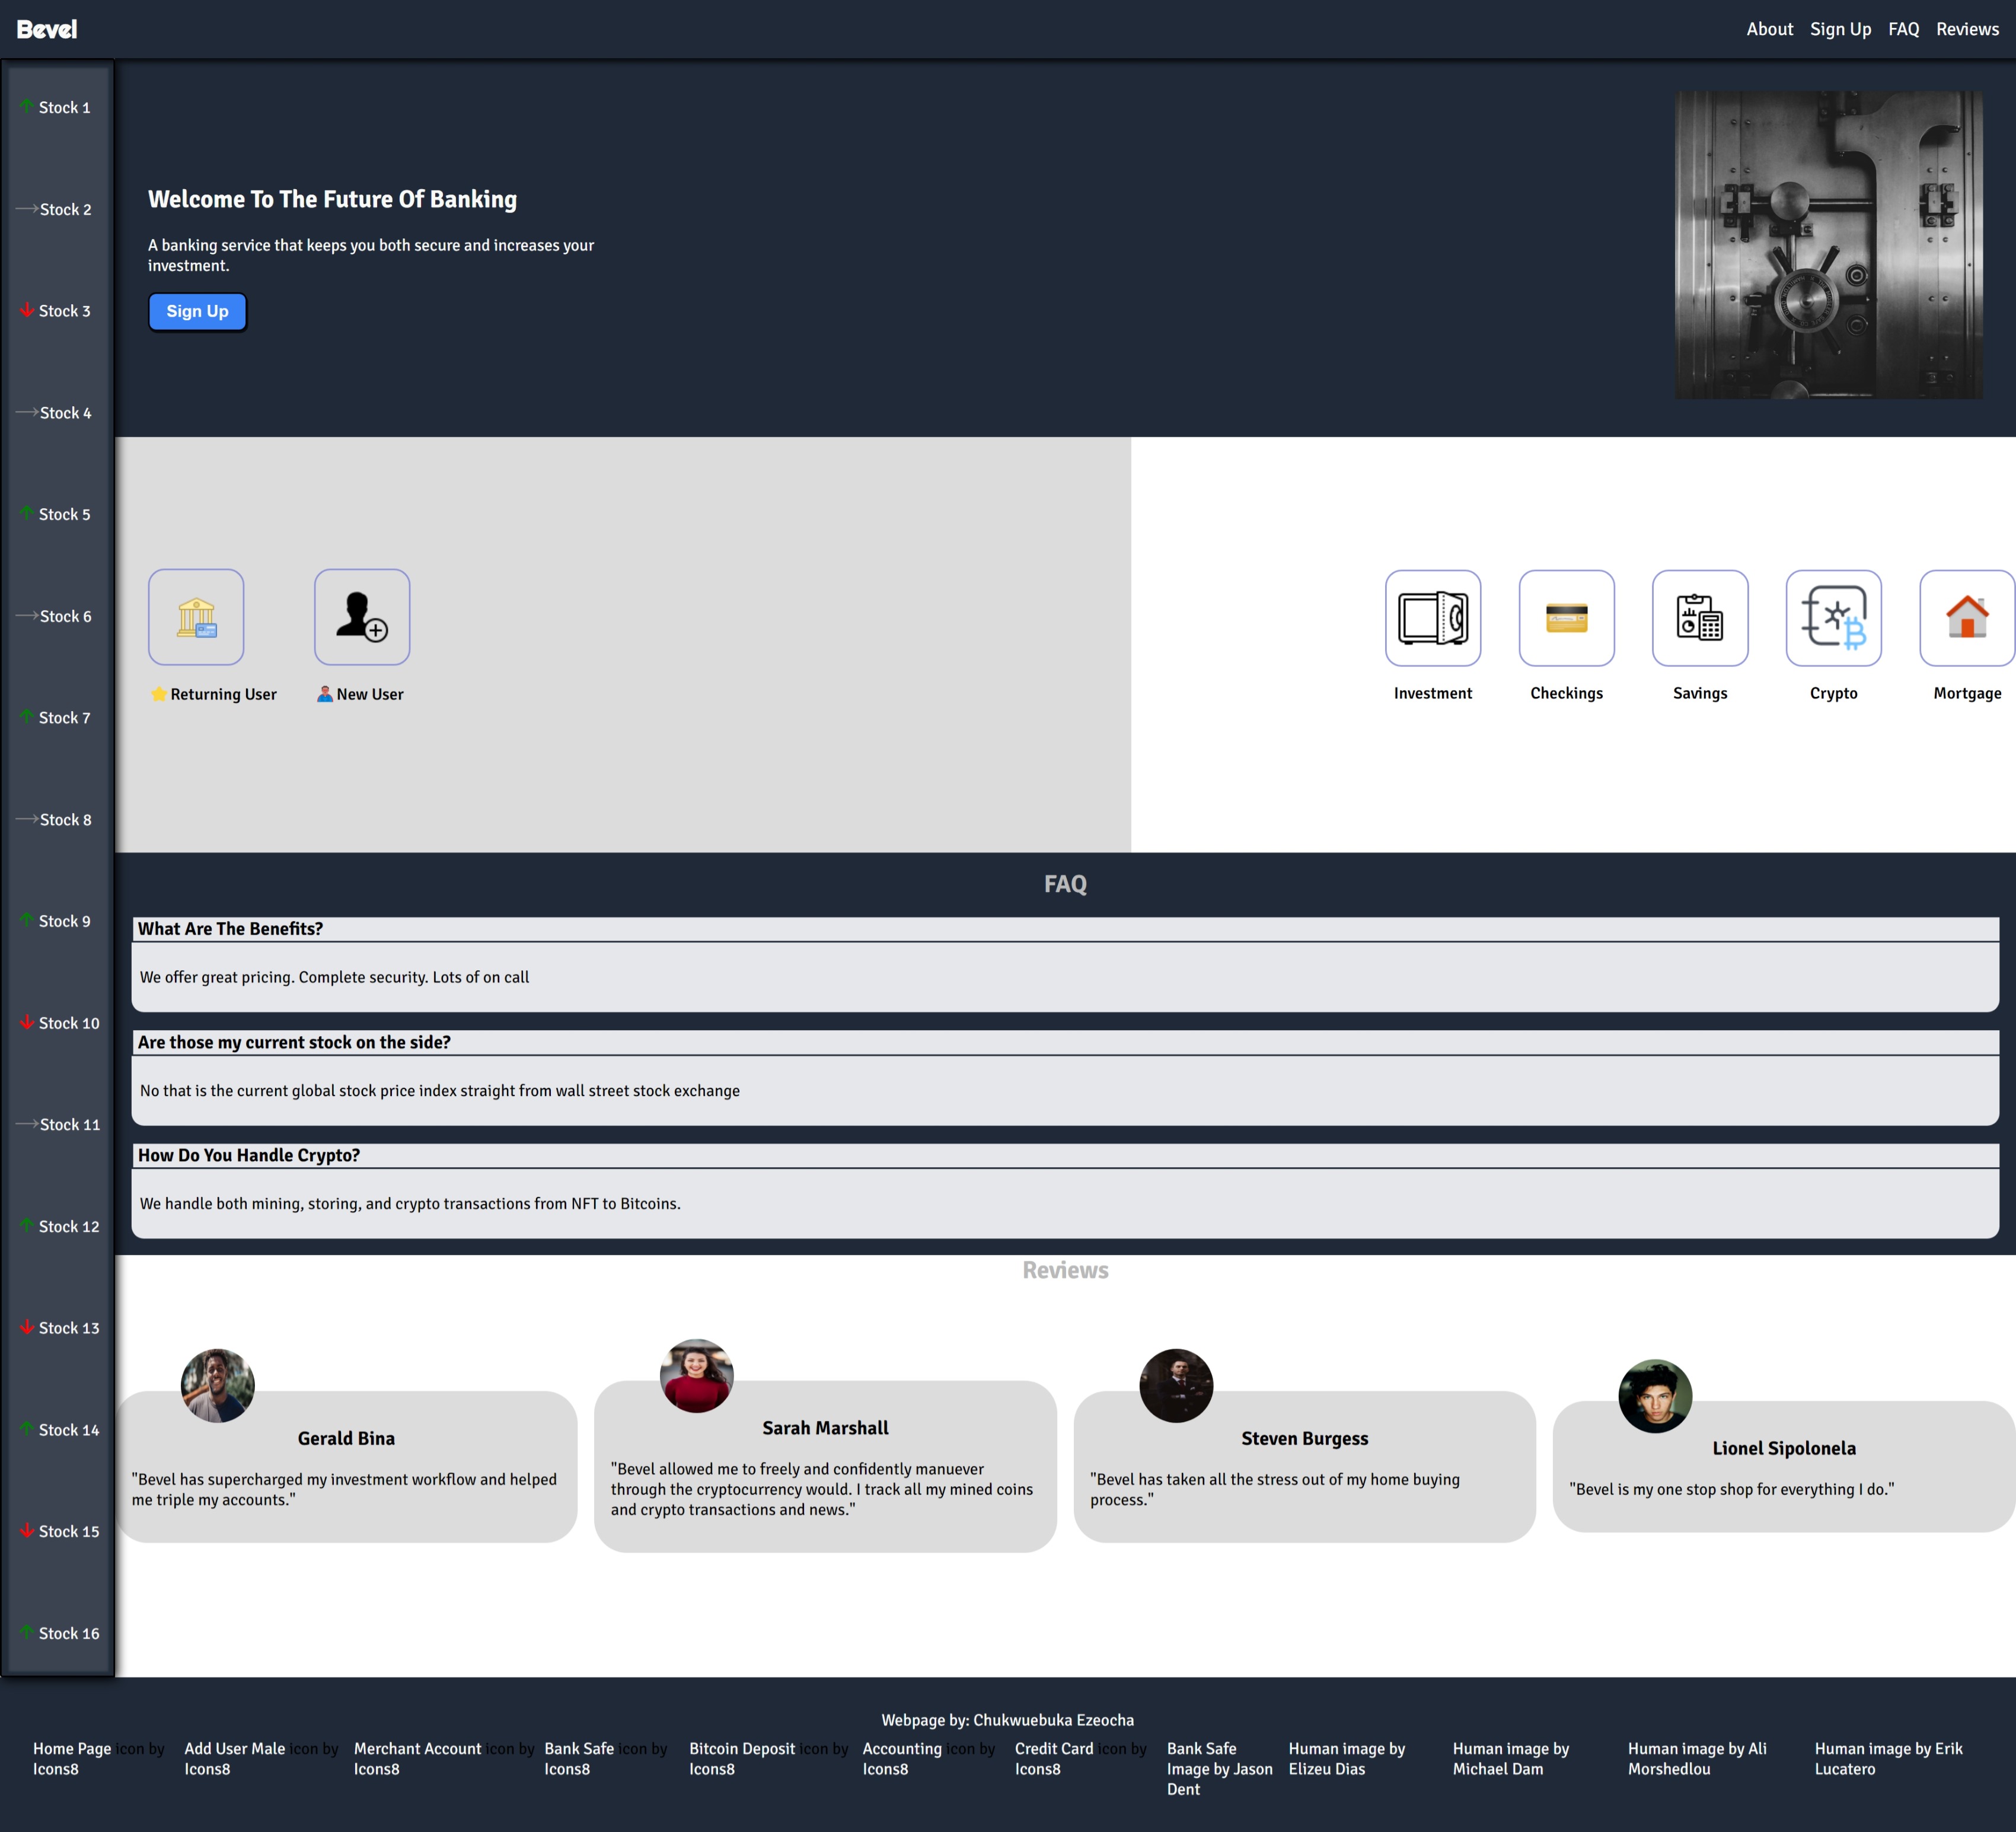 Bevel
About Sign Up FAQ Reviews
Stock 1
Stock 2
Stock 3
Stock 4
Stock 5
Stock 6
Stock 7
Stock 8
Stock 9
Stock 10
Stock 11
Stock 12
Stock 13
Stock 14
Stock 15
Stock 16
Welcome To The Future Of Banking
A banking service that keeps you both secure and increases your
investment.
Sign Up
Returning User
New User
Investment
Checkings
Savings
Crypto
Mortgage
FAQ
What Are The Benefits?
We offer great pricing. Complete security. Lots of on call
Are those my current stock on the side?
No that is the current global stock price index straight from wall street stock exchange
How Do You Handle Crypto?
We handle both mining, storing, and crypto transactions from NFT to Bitcoins.
Reviews
Gerald Bina
"Bevel has supercharged my investment workflow and helped
me triple my accounts."
Sarah Marshall
"Bevel allowed me to freely and confidently manuever
through the cryptocurrency would. I track all my mined coins
and crypto transactions and news."
Steven Burgess
"Bevel has taken all the stress out of my home buying
process."
Lionel Sipolonela
"Bevel is my one stop shop for everything I do."
Webpage by: Chukwuebuka Ezeocha
Home Page icon by
Icons8
Add User Male icon by
Icons8
Merchant Account icon by
Icons8
Bank Safe icon by
Icons8
Bitcoin Deposit icon by
Icons8
Accounting icon by
Icons8
Credit Card icon by
Icons8
Bank Safe
Image by Jason
Dent
Human image by
Elizeu Dias
Human image by
Michael Dam
Human image by Ali
Morshedlou
Human image by Erik
Lucatero